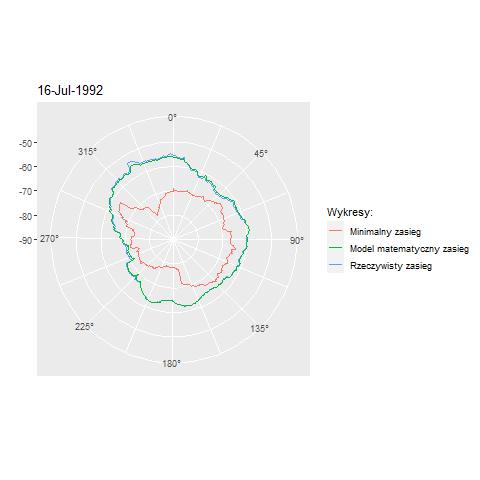 16-Jul-1992
0°
45°
90°
135°
180°
225°
270°
315°
-50
-60
-70
-80
-90
Wykresy:
Minimalny zasieg
Model matematyczny zasieg
Rzeczywisty zasieg